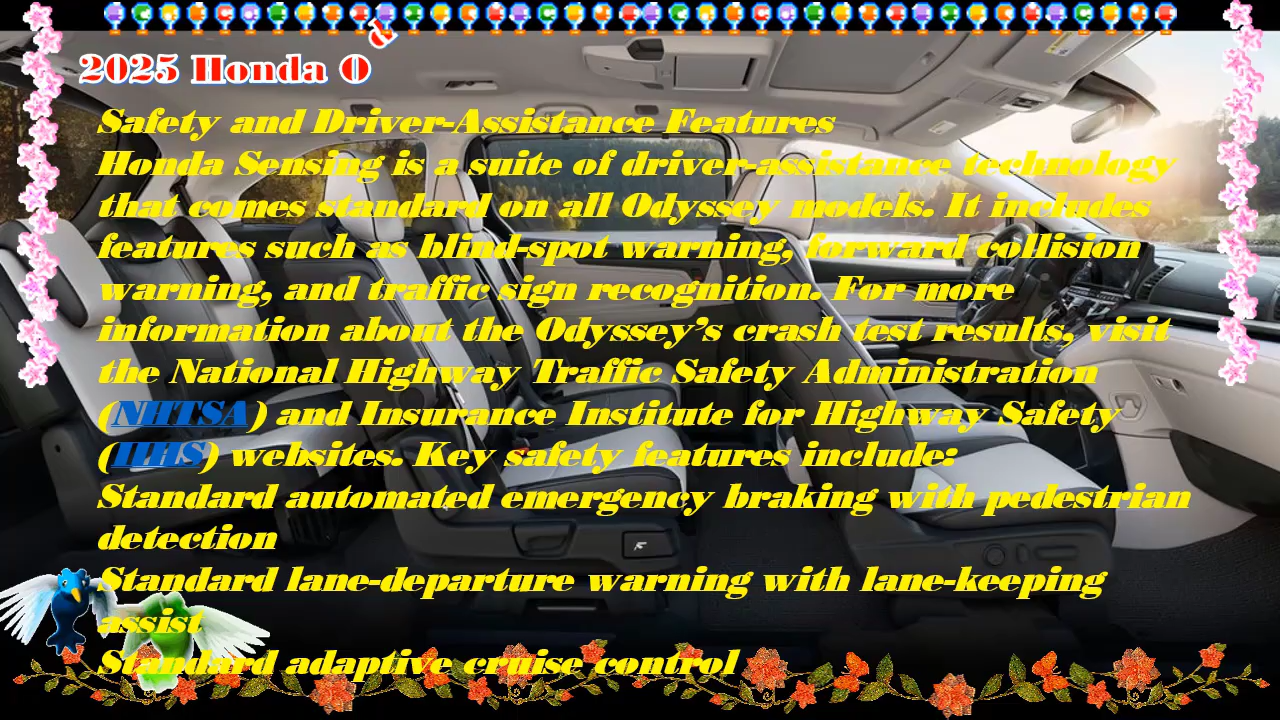 2025 Honda O d
Safety and Driver-Assistance Features
Honda Sensing is a suite of driver-assistance technology
that comes standard on all Odyssey models. It includes
features such as blind-spot warning, forward collision
warning, and traffic sign recognition. For more
information about the Odyssey’s crash test results, visit
the National Highway Traffic Safety Administration
(NHTSA) and Insurance Institute for Highway Safety
(IIHS) websites. Key safety features include:
Standard automated emergency braking with pedestrian
detection
Standard lane-departure warning with lane-keeping
assist
Standard adaptive cruise control